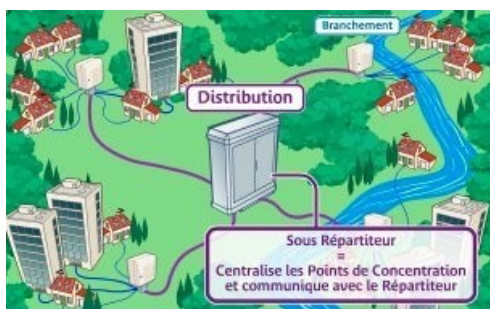 Branchement
Distribution
Sous Répartiteur
=
Centralise les Points de Concentration
et communique avec le Répartiteur